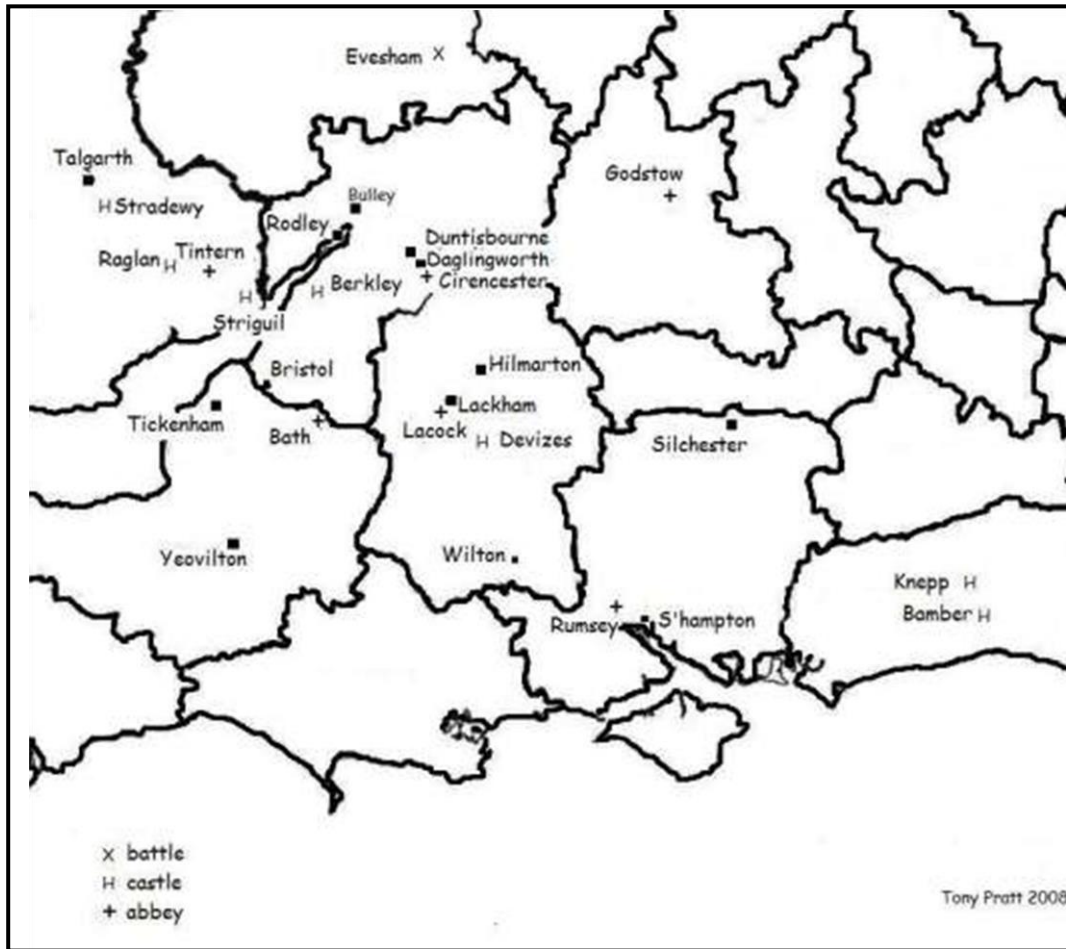 Evesham X
Talgarth
H Stradewy
Godstow
+
Bulley
Rodley
Raglan H
Tintern
+
Duntisbourne
Daglingworth
+ Cirencester
H Berkley
H
Striguil
Bristol
Hilmarton
Tickenham
Bath +
Lackham
+
Lacock
H Devizes
Silchester
Yeovilton
Wilton
Knepp H
Bamber H
+
Rumsey
S'hampton
X battle
H castle
+ abbey
Tony Pratt 2008